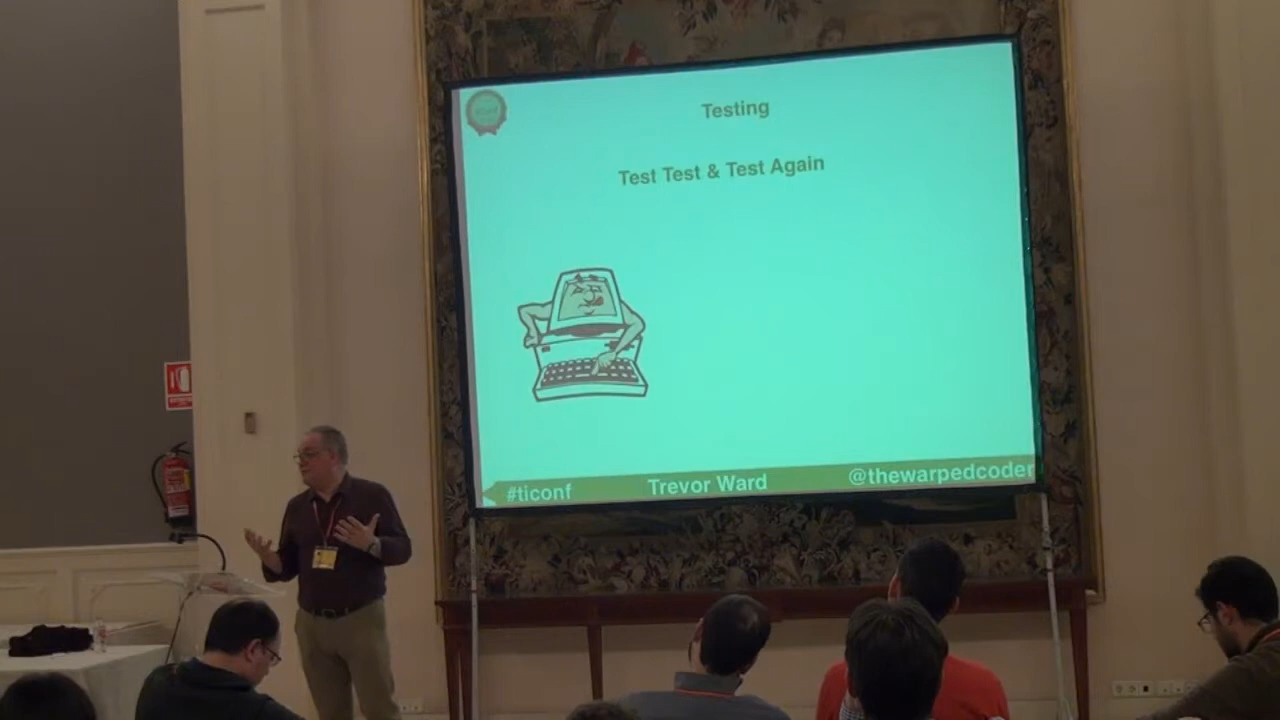 Testing
Test Test & Test Again
#ticonf
Trevor Ward
@thewarpedcoder